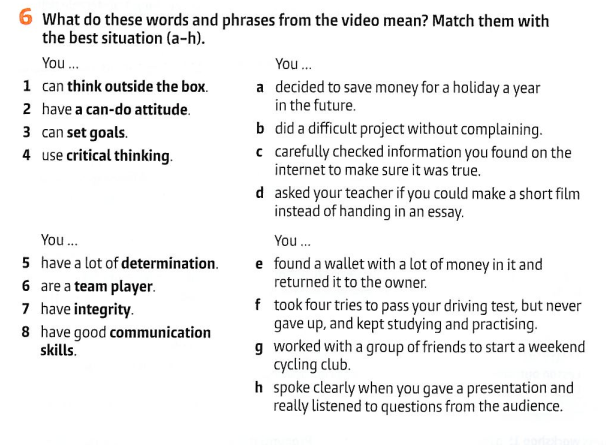 6 What do these words and phrases from the video mean? Match them with
the best situation (a–h).
You ...
1 can think outside the box.
2 have a can-do attitude.
3 can set goals.
4 use critical thinking.
You ...
a decided to save money for a holiday a year
in the future.
b did a difficult project without complaining.
c carefully checked information you found on the
internet to make sure it was true.
d asked your teacher if you could make a short film
instead of handing in an essay.
You ...
5 have a lot of determination.
6 are a team player.
7 have integrity.
8 have good communication
skills.
You ...
e found a wallet with a lot of money in it and
returned it to the owner.
f took four tries to pass your driving test, but never
gave up, and kept studying and practising.
g worked with a group of friends to start a weekend
cycling club.
h spoke clearly when you gave a presentation and
really listened to questions from the audience.